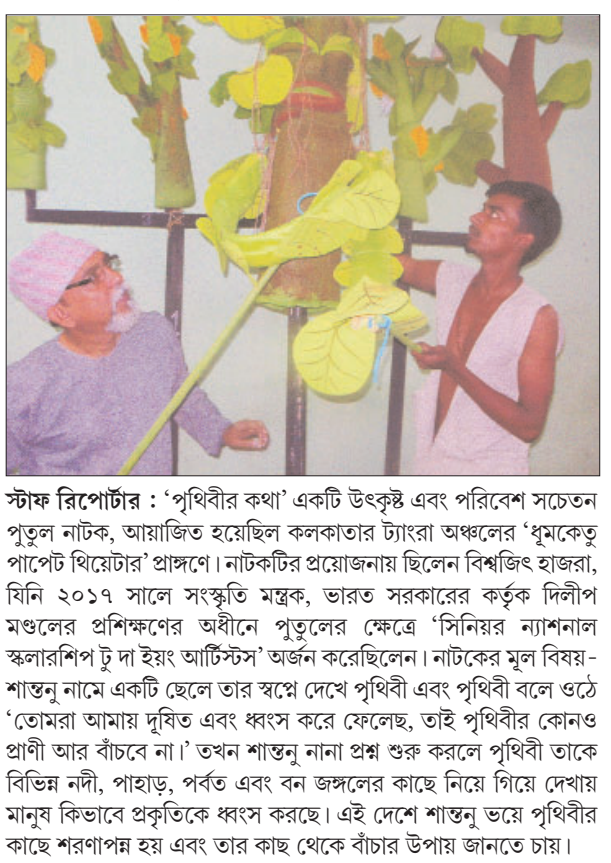 স্টাফ রিপোর্টার : ‘পৃথিবীর কথা’ একটি উৎকৃষ্ট এবং পরিবেশ সচেতন
পুতুল নাটক, আয়াজিত হয়েছিল কলকাতার ট্যাংরা অঞ্চলের ‘ধূমকেতু
পাপেট থিয়েটার’ প্রাঙ্গণে। নাটকটির প্রয়োজনায় ছিলেন বিশ্বজিৎ হাজরা,
যিনি ২০১৭ সালে সংস্কৃতি মন্ত্রক, ভারত সরকারের কর্তৃক দিলীপ
মণ্ডলের প্রশিক্ষণের অধীনে পুতুলের ক্ষেত্রে ‘সিনিয়র ন্যাশনাল
স্কলারশিপ টু দা ইয়ং আর্টিস্টস’ অর্জন করেছিলেন। নাটকের মূল বিষয়-
শান্তনু নামে একটি ছেলে তার স্বপ্নে দেখে পৃথিবী এবং পৃথিবী বলে ওঠে
‘তোমরা আমায় দূষিত এবং ধ্বংস করে ফেলেছ, তাই পৃথিবীর কোনও
প্রাণী আর বাঁচবে না।’ তখন শান্তনু নানা প্রশ্ন শুরু করলে পৃথিবী তাকে
বিভিন্ন নদী, পাহাড়, পর্বত এবং বন জঙ্গলের কাছে নিয়ে গিয়ে দেখায়
মানুষ কিভাবে প্রকৃতিকে ধ্বংস করছে। এই দেশে শান্তনু ভয়ে পৃথিবীর
কাছে শরণাপন্ন হয় এবং তার কাছ থেকে বাঁচার উপায় জানতে চায়।